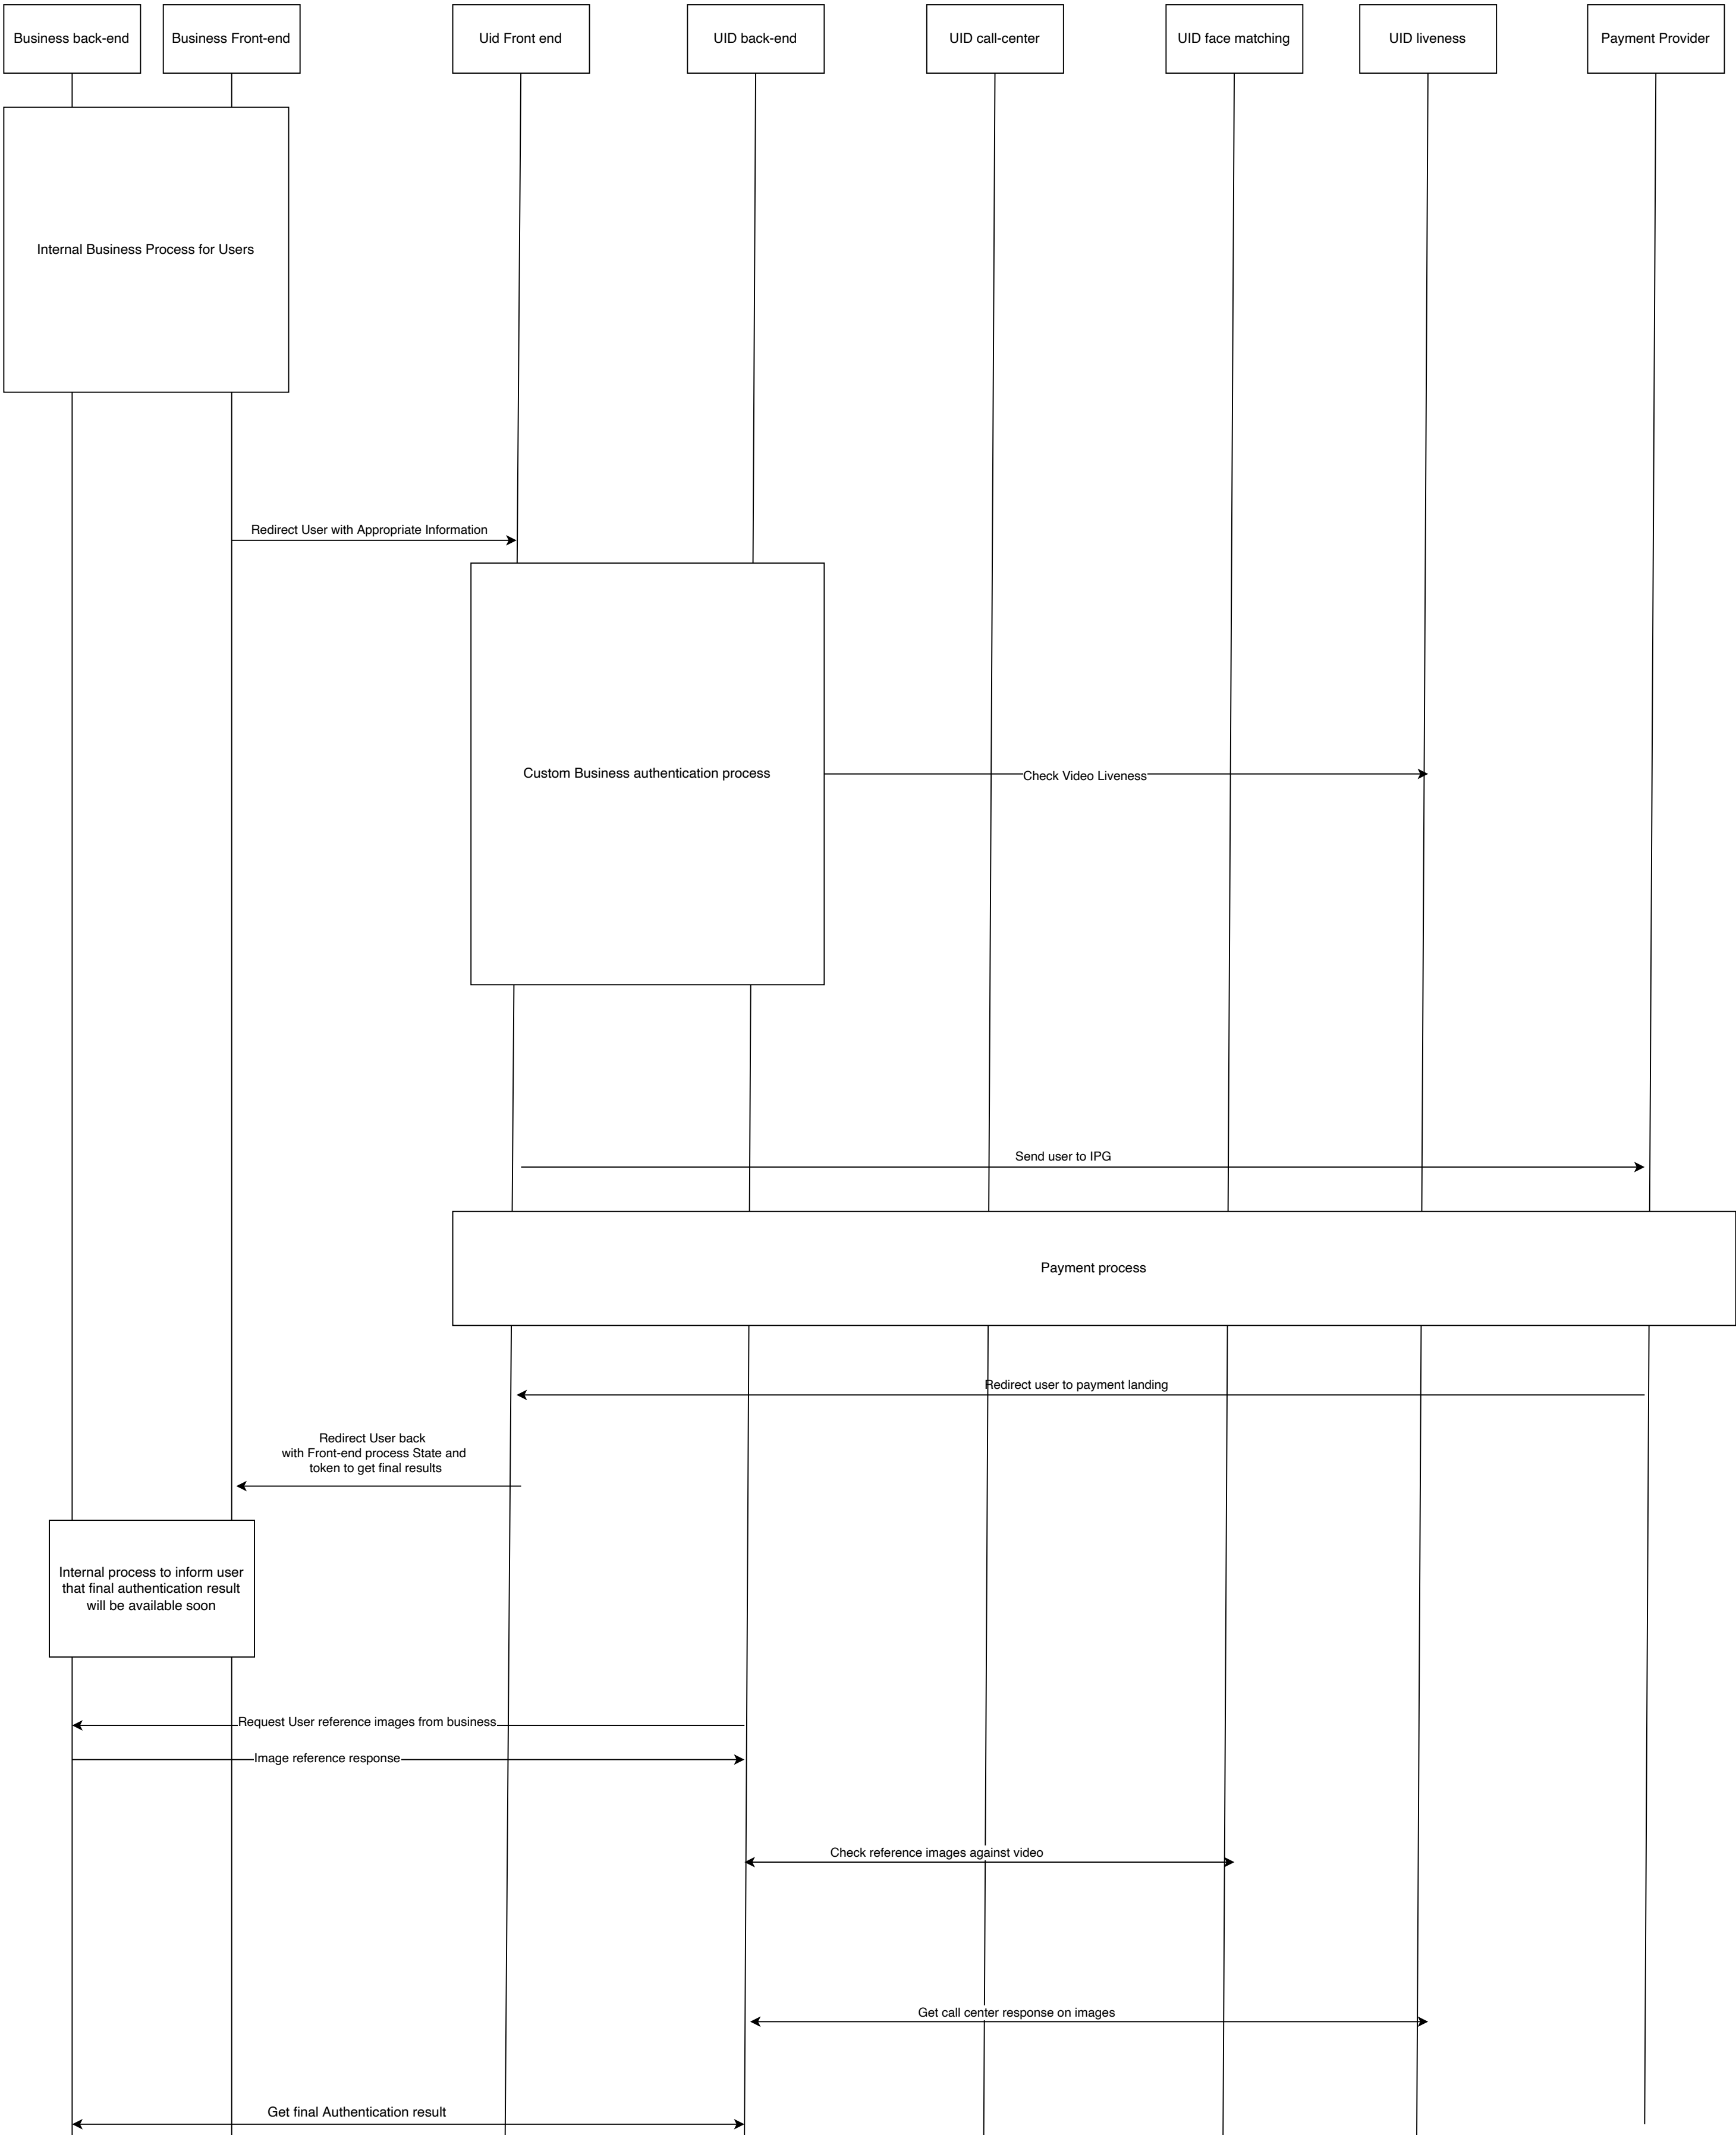 Business back-end
Business Front-end
Uid Front end
UID back-end
UID call-center
UID face matching
UID liveness
Payment Provider
Internal Business Process for Users
Redirect User with Appropriate Information
Custom Business authentication process
Check Video Liveness
Send user to IPG
Payment process
Redirect user to payment landing
Redirect User back
with Front-end process State and
token to get final results
Internal process to inform user
that final authentication result
will be available soon
Request User reference images from business
Image reference response
Check reference images against video
Get call center response on images
Get final Authentication result